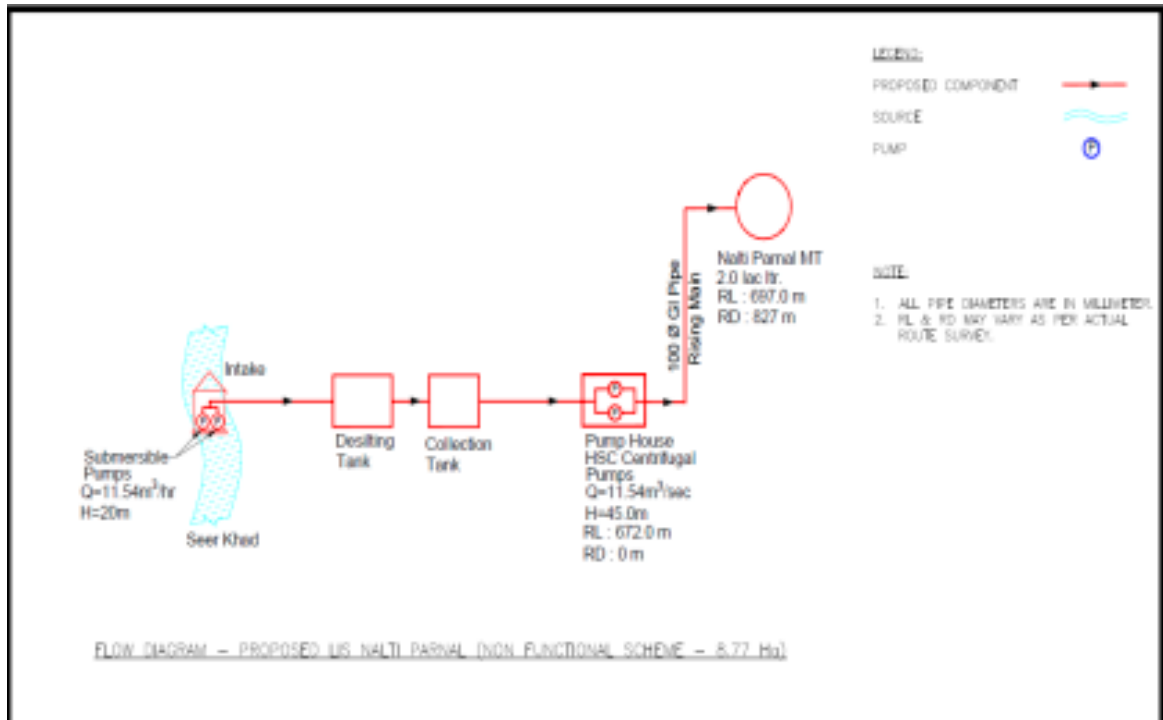 LEGEND:
PROPOSED COMPONENT
SOURCE
PUMP
P
Nalti Parnal MT
2.0 lac ltr.
RL : 697.0 m
RD : 827 m
100 Ø GI Pipe
Rising Main
NOTE:
1. ALL PIPE DIAMETERS ARE IN MILLIMETER.
2. RL & RD MAY VARY AS PER ACTUAL
ROUTE SURVEY.
Intake
P P
P
P
Submersible
Pumps
Q=11.54m³/hr
H=20m
Seer Khad
Desilting
Tank
Collection
Tank
Pump House
HSC Centrifugal
Pumps
Q=11.54m³/sec
H=45.0m
RL : 672.0 m
RD : 0 m
FLOW DIAGRAM – PROPOSED LIS NALTI PARNAL (NON FUNCTIONAL SCHEME – 8.77 Ha)